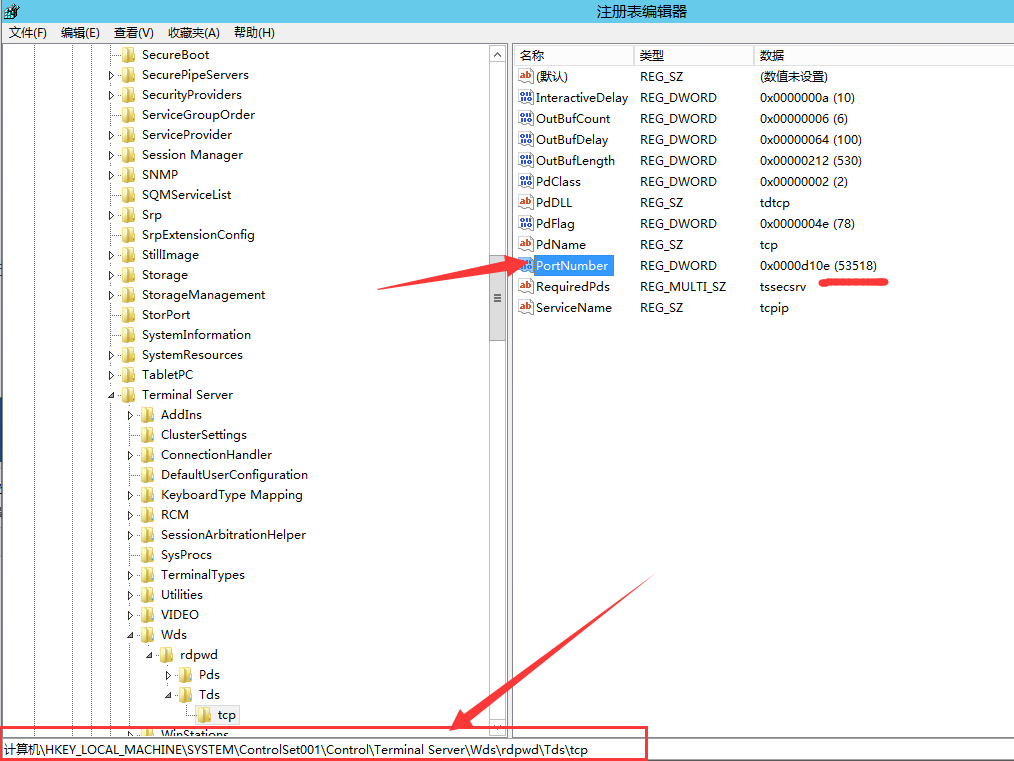 注册表编辑器
文件(F) 编辑(E) 查看(V) 收藏夹(A) 帮助(H)
SecureBoot
SecurePipeServers
SecurityProviders
ServiceGroupOrder
ServiceProvider
Session Manager
SNMP
SQMServiceList
Srp
SrpExtensionConfig
StillImage
Storage
StorageManagement
StorPort
SystemInformation
SystemResources
TabletPC
Terminal Server
AddIns
ClusterSettings
ConnectionHandler
DefaultUserConfiguration
KeyboardType Mapping
RCM
SessionArbitrationHelper
SysProcs
TerminalTypes
Utilities
VIDEO
Wds
rdpwd
Pds
Tds
tcp
WinStations
名称 类型 数据
(默认) REG_SZ (数值未设置)
InteractiveDelay REG_DWORD 0x0000000a (10)
OutBufCount REG_DWORD 0x00000006 (6)
OutBufDelay REG_DWORD 0x00000064 (100)
OutBufLength REG_DWORD 0x00000212 (530)
PdClass REG_DWORD 0x00000002 (2)
PdDLL REG_SZ tdtcp
PdFlag REG_DWORD 0x0000004e (78)
PdName REG_SZ tcp
PortNumber REG_DWORD 0x0000d10e (53518)
RequiredPds REG_MULTI_SZ tssecsrv
ServiceName REG_SZ tcpip
计算机\HKEY_LOCAL_MACHINE\SYSTEM\ControlSet001\Control\Terminal Server\Wds\rdpwd\Tds\tcp